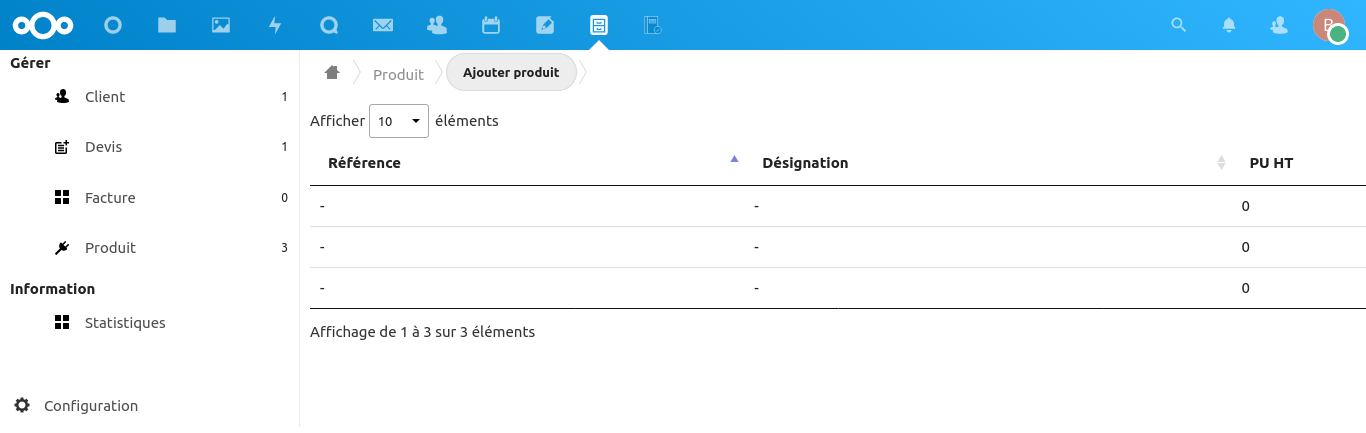 B
Gérer
Client 1
Devis 1
Facture 0
Produit 3
Information
Statistiques
Configuration
Produit Ajouter produit
Afficher 10 éléments
Référence Désignation PU HT
- - 0
- - 0
- - 0
Affichage de 1 à 3 sur 3 éléments